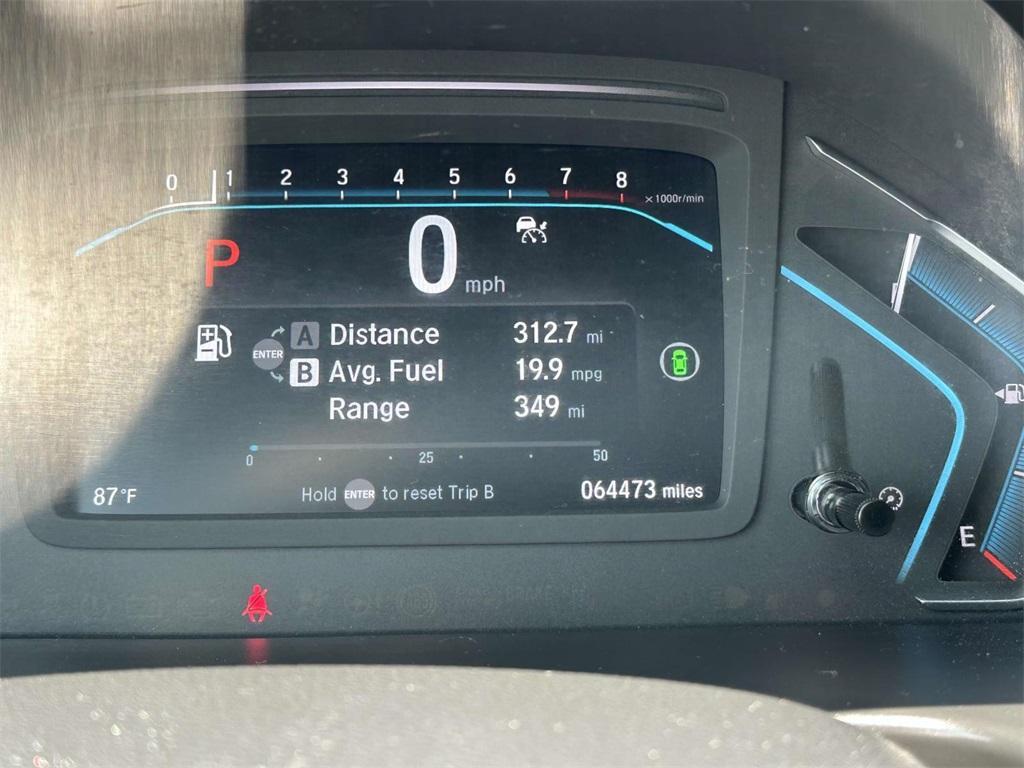 0 1 2 3 4 5 6 7 8 ×1000r/min
P 0 mph
A Distance 312.7 mi
ENTER
B Avg. Fuel 19.9 mpg
Range 349 mi
0 25 50
87°F Hold ENTER to reset Trip B 064473 miles
E